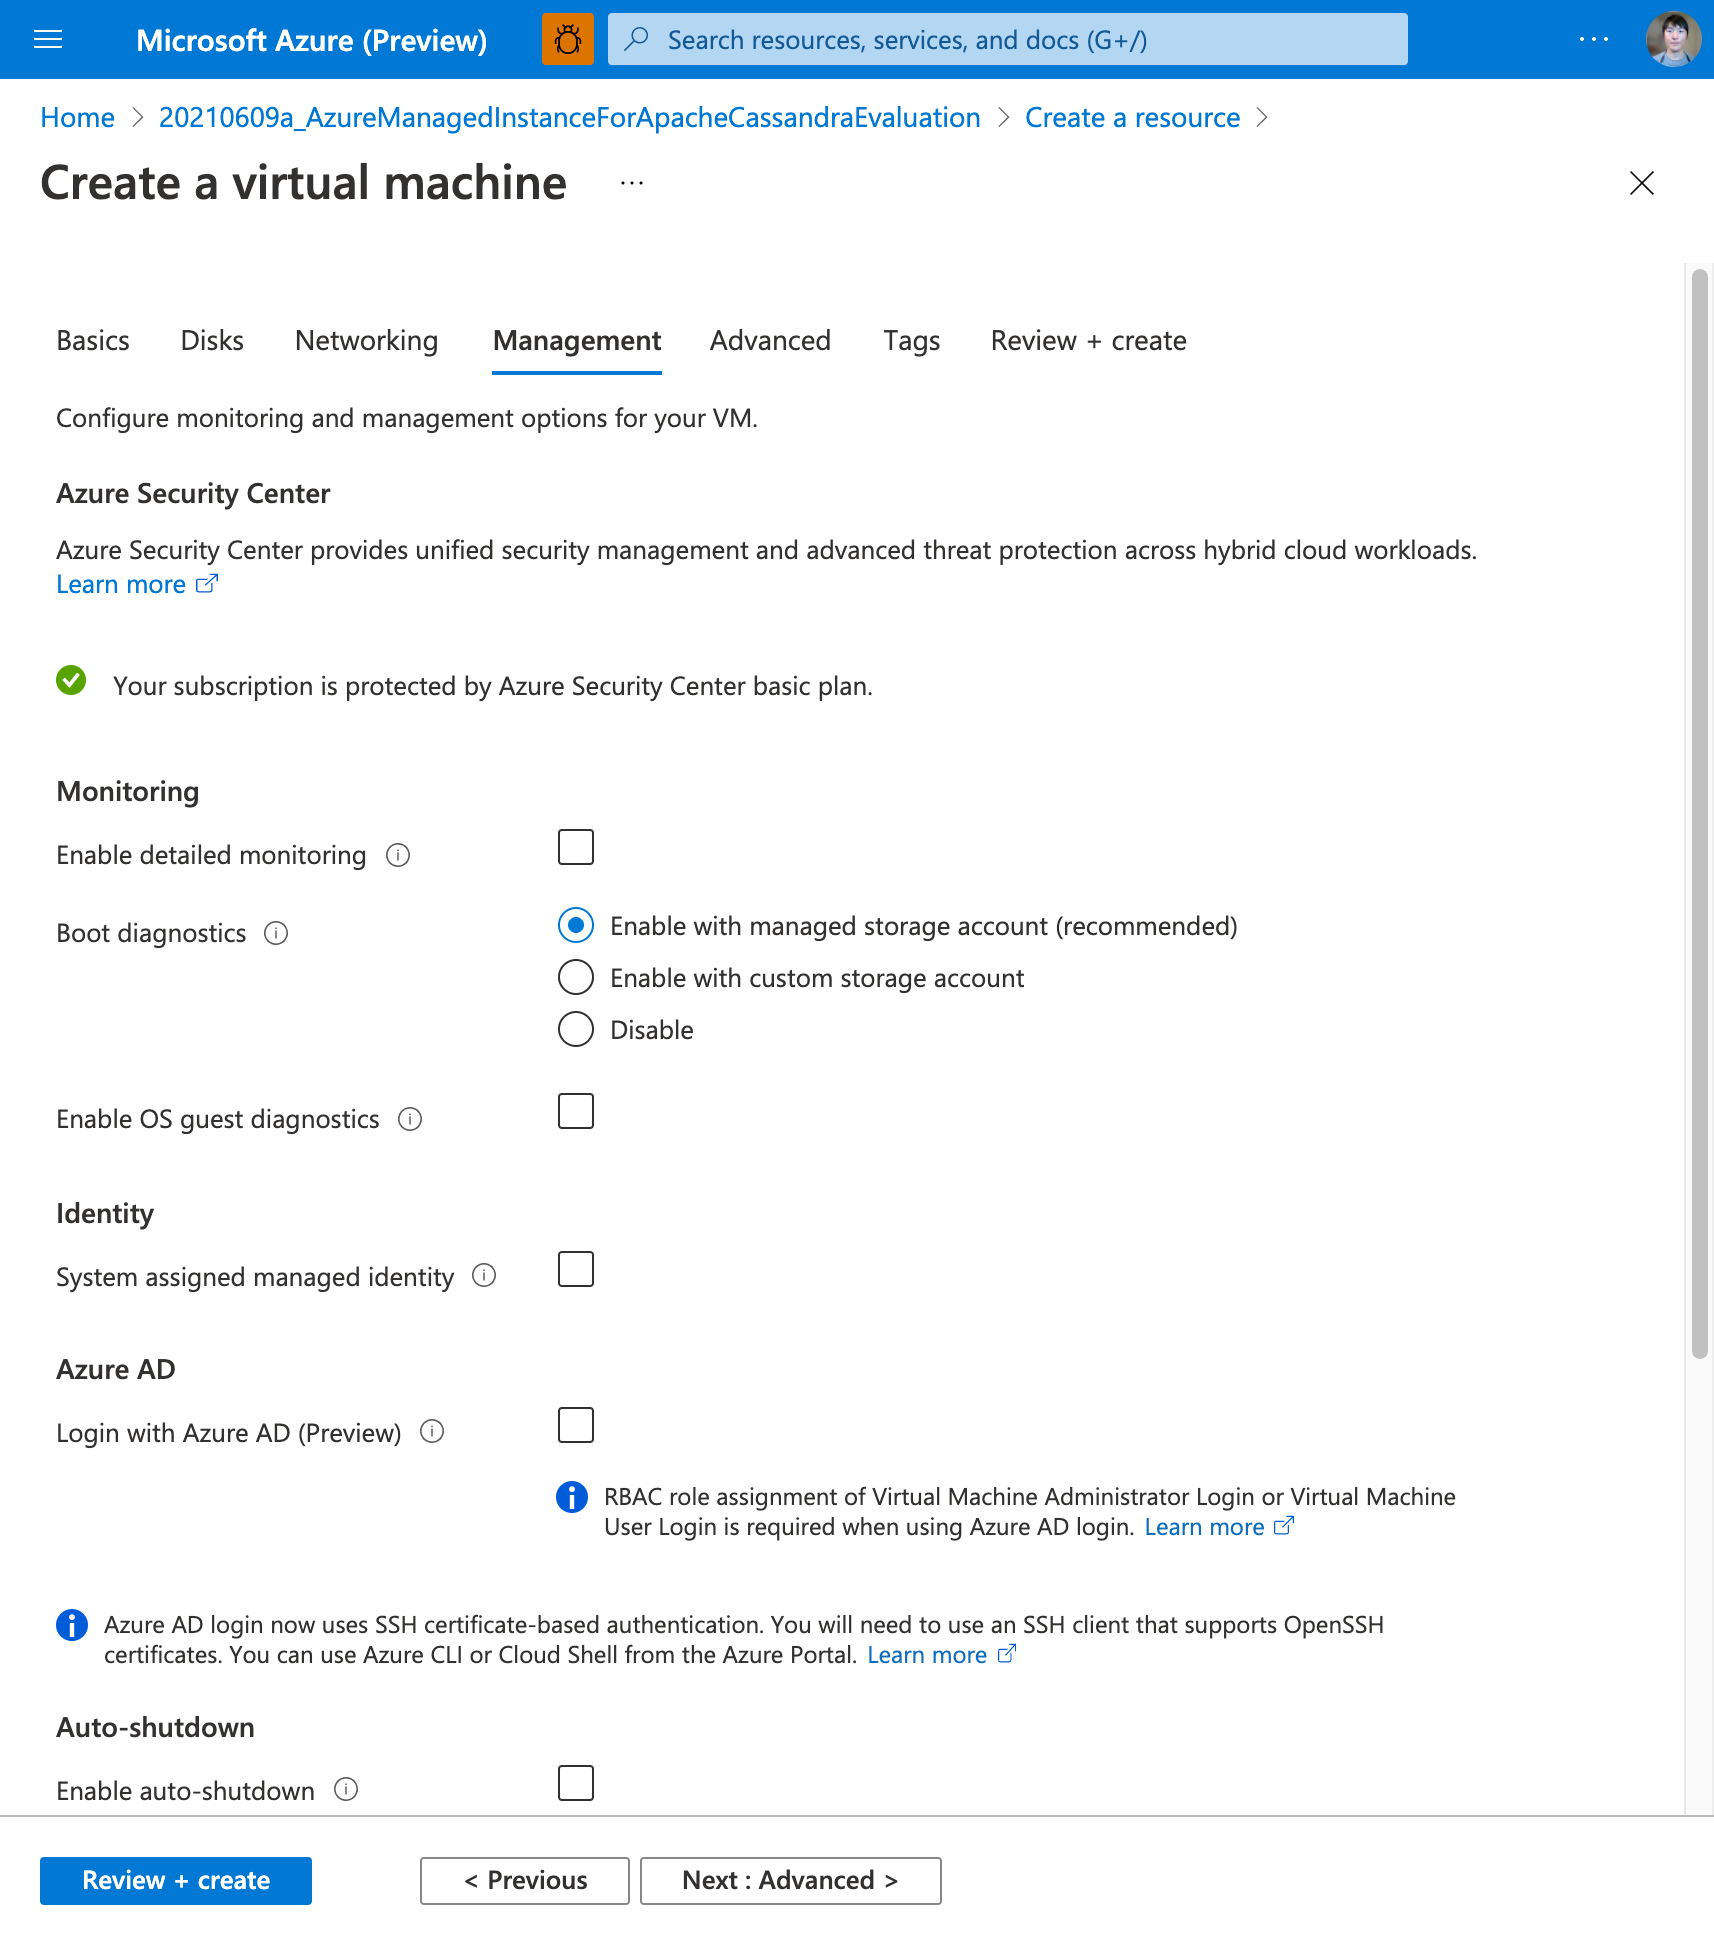 Microsoft Azure (Preview)
Search resources, services, and docs (G+/)
Home > 20210609a_AzureManagedInstanceForApacheCassandraEvaluation > Create a resource >
Create a virtual machine ...
Basics Disks Networking Management Advanced Tags Review + create
Configure monitoring and management options for your VM.
Azure Security Center
Azure Security Center provides unified security management and advanced threat protection across hybrid cloud workloads.
Learn more
Your subscription is protected by Azure Security Center basic plan.
Monitoring
Enable detailed monitoring
Boot diagnostics
Enable with managed storage account (recommended)
Enable with custom storage account
Disable
Enable OS guest diagnostics
Identity
System assigned managed identity
Azure AD
Login with Azure AD (Preview)
RBAC role assignment of Virtual Machine Administrator Login or Virtual Machine
User Login is required when using Azure AD login. Learn more
Azure AD login now uses SSH certificate-based authentication. You will need to use an SSH client that supports OpenSSH
certificates. You can use Azure CLI or Cloud Shell from the Azure Portal. Learn more
Auto-shutdown
Enable auto-shutdown
Review + create
< Previous
Next : Advanced >